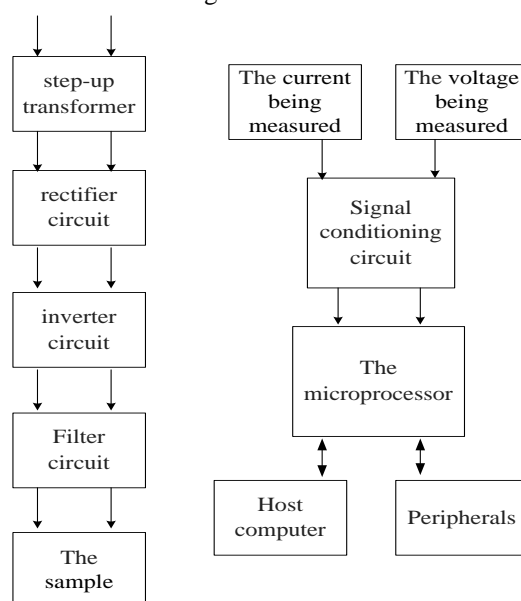 step-up
transformer
rectifier
circuit
inverter
circuit
Filter
circuit
The
sample
The current
being
measured
The voltage
being
measured
Signal
conditioning
circuit
The
microprocessor
Host
computer
Peripherals